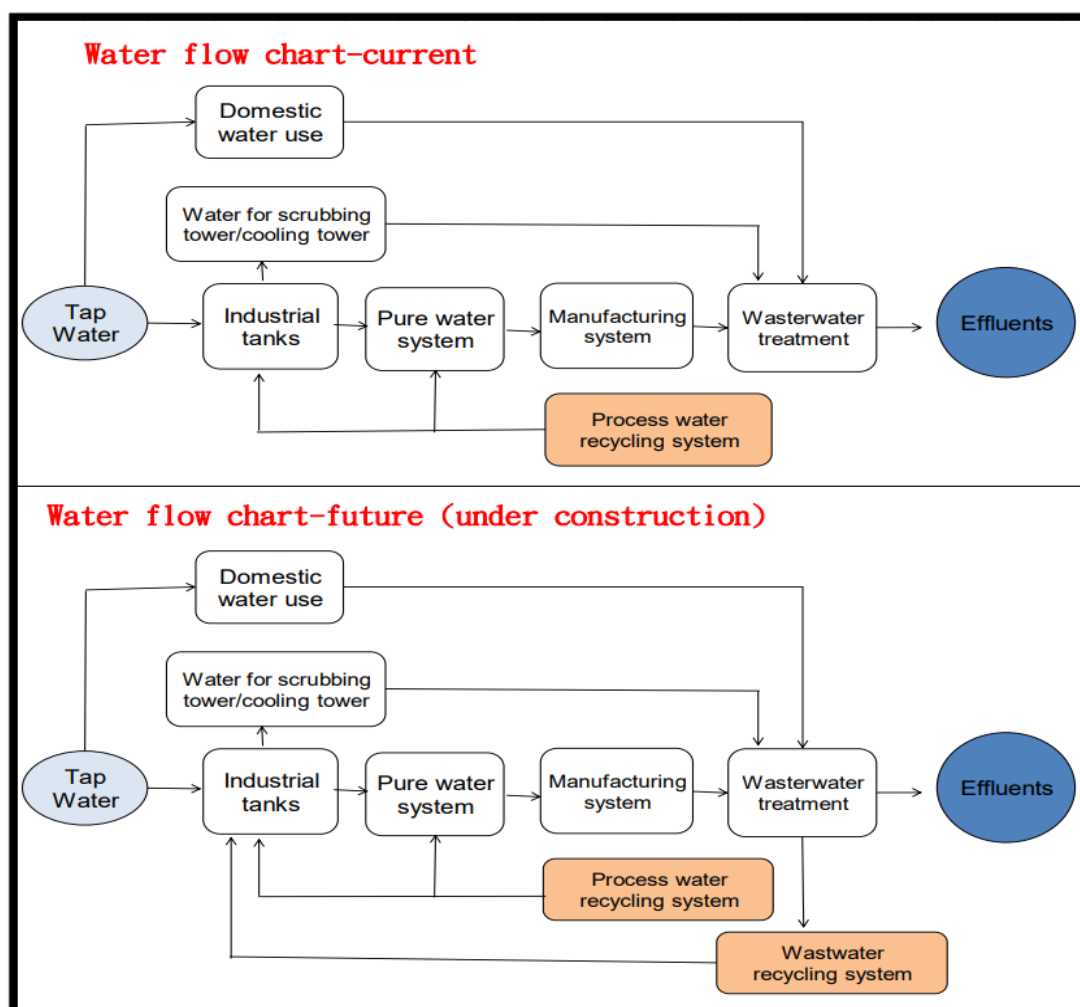 Water flow chart-current
Domestic
water use
Water for scrubbing
tower/cooling tower
Tap
Water
Industrial
tanks
Pure water
system
Manufacturing
system
Wasterwater
treatment
Effluents
Process water
recycling system
Water flow chart-future (under construction)
Domestic
water use
Water for scrubbing
tower/cooling tower
Tap
Water
Industrial
tanks
Pure water
system
Manufacturing
system
Wasterwater
treatment
Effluents
Process water
recycling system
Wastwater
recycling system